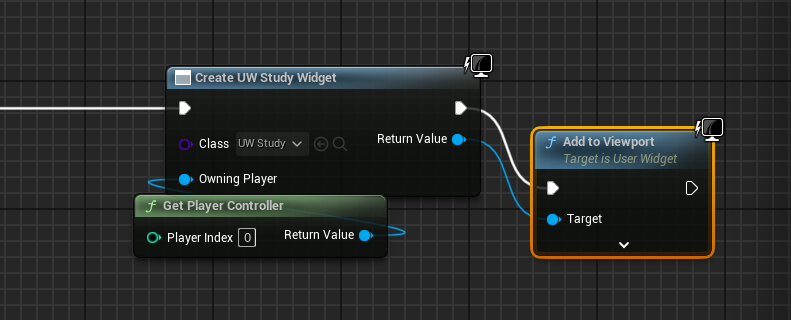 Create UW Study Widget
Class UW Study
Return Value
Owning Player
f Add to Viewport
Target is User Widget
Target
f Get Player Controller
Player Index 0
Return Value